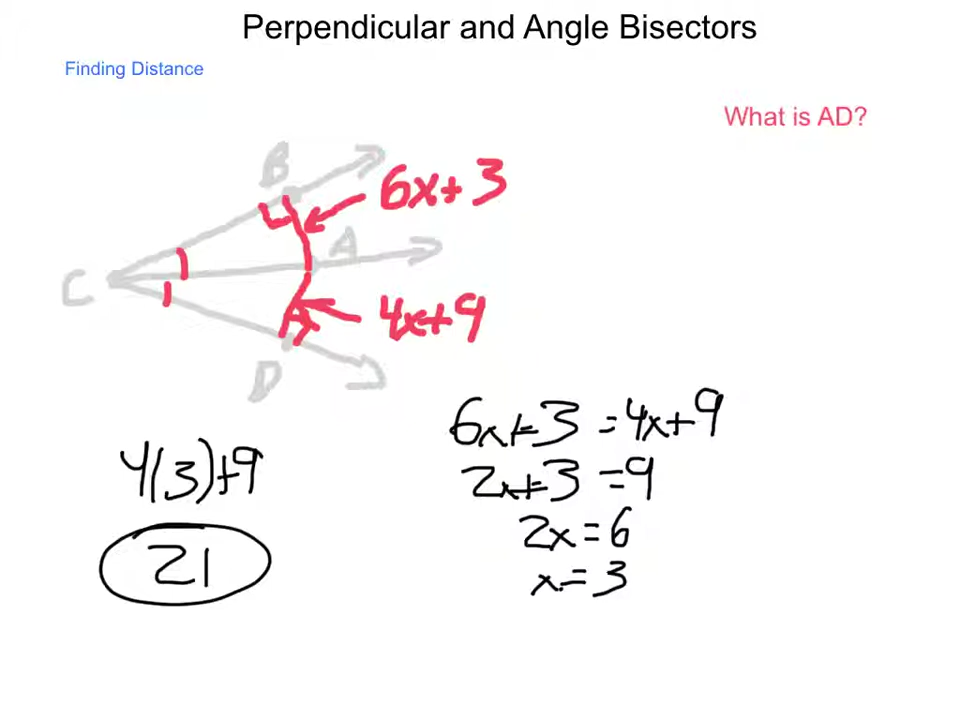 Perpendicular and Angle Bisectors
Finding Distance
What is AD?
B
6x+3
A
C
4x+9
D
6x+3=4x+9
4(3)+9
2x+3=9
2x=6
21
x=3